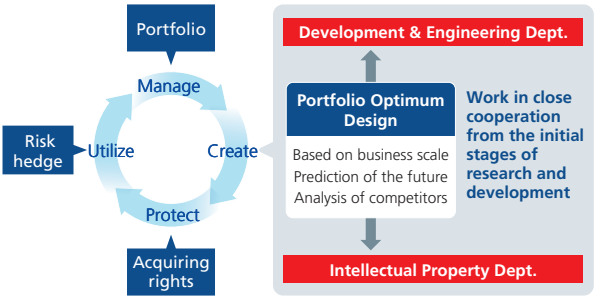 Portfolio
Manage
Risk
hedge
Utilize
Create
Protect
Acquiring
rights
Development & Engineering Dept.
Portfolio Optimum
Design
Based on business scale
Prediction of the future
Analysis of competitors
Work in close
cooperation
from the initial
stages of
research and
development
Intellectual Property Dept.